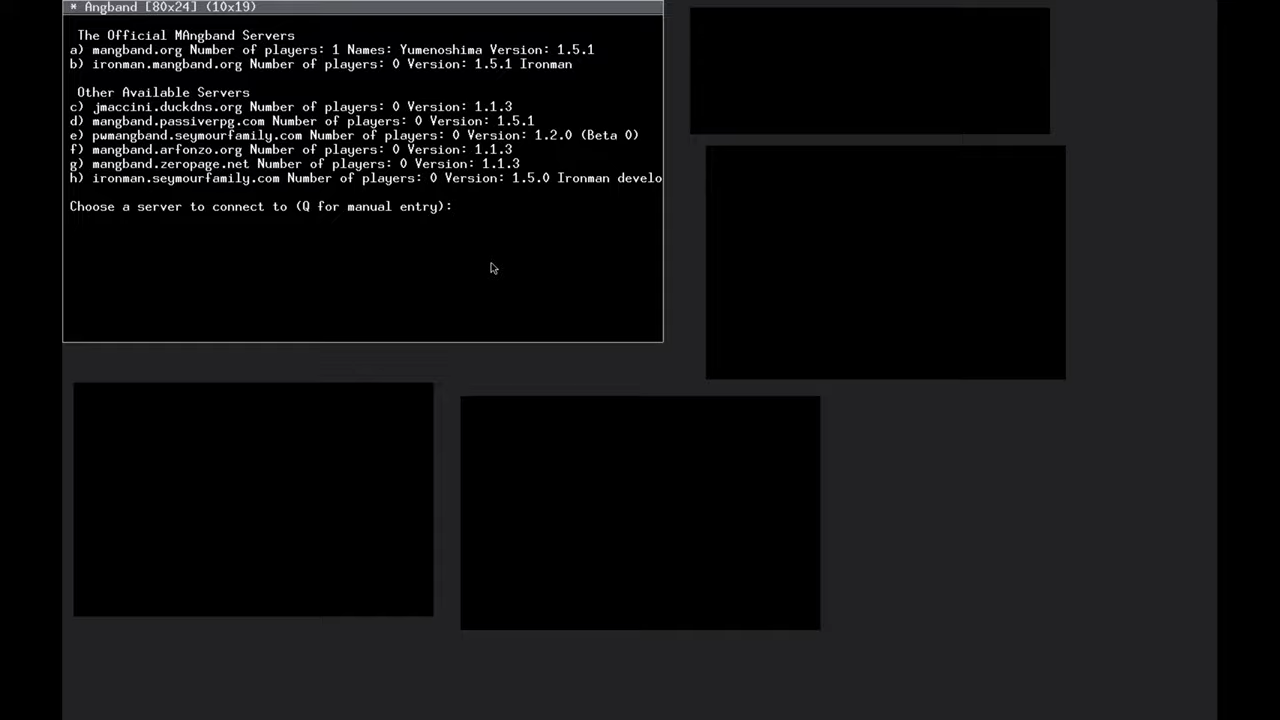 * Angband [80x24] (10x19)
The Official MAngband Servers
a) mangband.org Number of players: 1 Names: Yumenoshima Version: 1.5.1
b) ironman.mangband.org Number of players: 0 Version: 1.5.1 Ironman
Other Available Servers
c) jmaccini.duckdns.org Number of players: 0 Version: 1.1.3
d) mangband.passiverpg.com Number of players: 0 Version: 1.5.1
e) pwmangband.seymourfamily.com Number of players: 0 Version: 1.2.0 (Beta 0)
f) mangband.arfonzo.org Number of players: 0 Version: 1.1.3
g) mangband.zeropage.net Number of players: 0 Version: 1.1.3
h) ironman.seymourfamily.com Number of players: 0 Version: 1.5.0 Ironman develo
Choose a server to connect to (Q for manual entry):